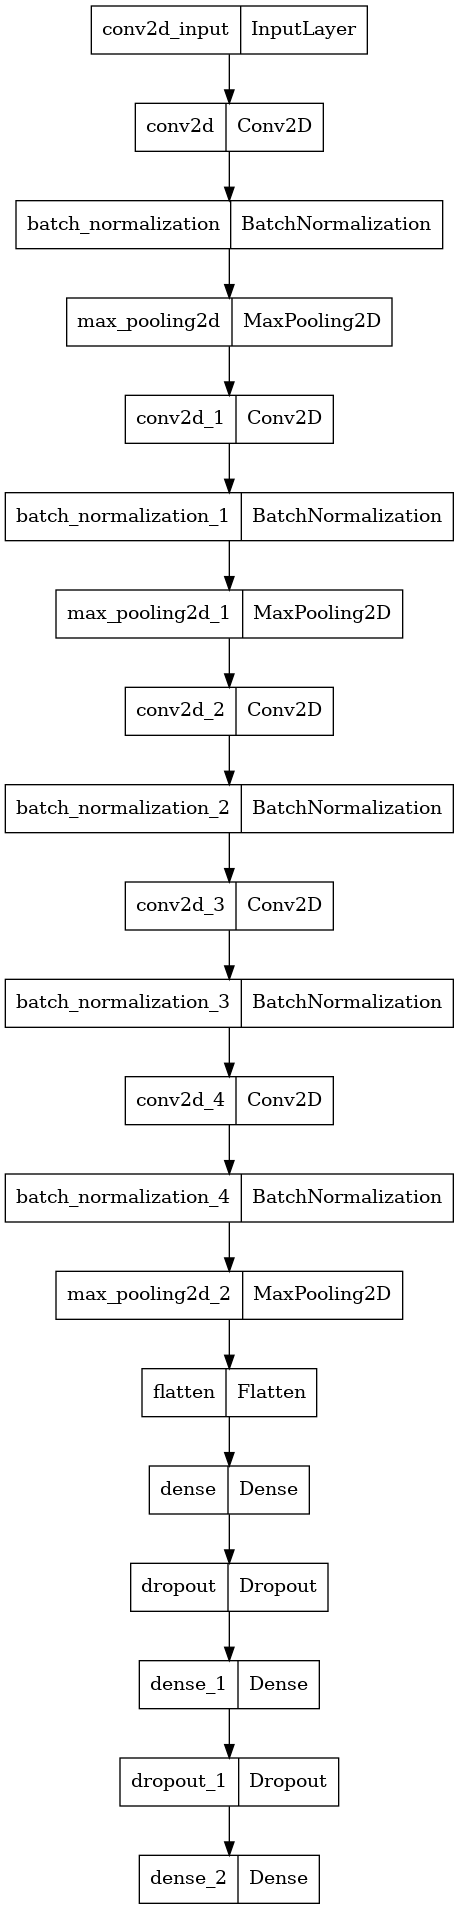 conv2d_input InputLayer
conv2d Conv2D
batch_normalization BatchNormalization
max_pooling2d MaxPooling2D
conv2d_1 Conv2D
batch_normalization_1 BatchNormalization
max_pooling2d_1 MaxPooling2D
conv2d_2 Conv2D
batch_normalization_2 BatchNormalization
conv2d_3 Conv2D
batch_normalization_3 BatchNormalization
conv2d_4 Conv2D
batch_normalization_4 BatchNormalization
max_pooling2d_2 MaxPooling2D
flatten Flatten
dense Dense
dropout Dropout
dense_1 Dense
dropout_1 Dropout
dense_2 Dense